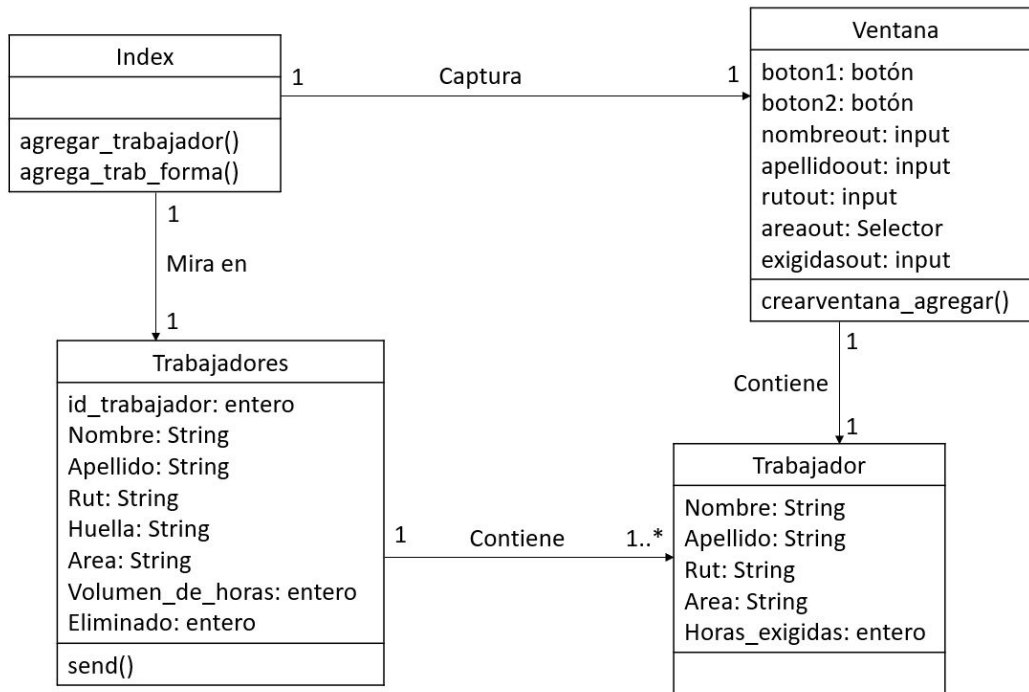 Index
agregar_trabajador()
agrega_trab_forma()
1
Captura
1
Ventana
boton1: botón
boton2: botón
nombreout: input
apellidoout: input
rutout: input
areaout: Selector
exigidasout: input
crearventana_agregar()
1
Mira en
1
1
Contiene
1
Trabajadores
id_trabajador: entero
Nombre: String
Apellido: String
Rut: String
Huella: String
Area: String
Volumen_de_horas: entero
Eliminado: entero
send()
1
Contiene
1..*
Trabajador
Nombre: String
Apellido: String
Rut: String
Area: String
Horas_exigidas: entero